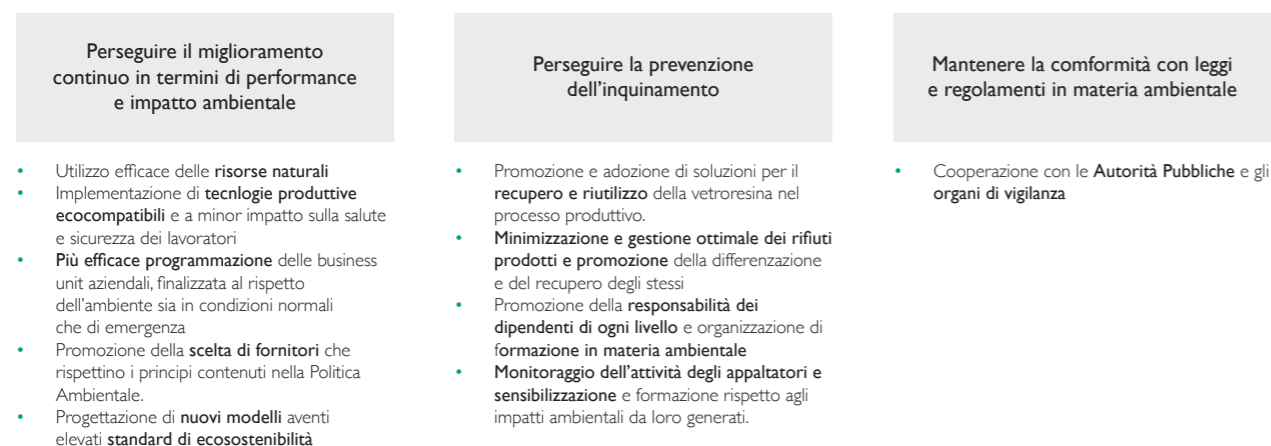 Perseguire il miglioramento
continuo in termini di performance
e impatto ambientale
• Utilizzo efficace delle risorse naturali
• Implementazione di tecnlogie produttive
ecocompatibili e a minor impatto sulla salute
e sicurezza dei lavoratori
• Più efficace programmazione delle business
unit aziendali, finalizzata al rispetto
dell’ambiente sia in condizioni normali
che di emergenza
• Promozione della scelta di fornitori che
rispettino i principi contenuti nella Politica
Ambientale.
• Progettazione di nuovi modelli aventi
elevati standard di ecosostenibilità
Perseguire la prevenzione
dell’inquinamento
• Promozione e adozione di soluzioni per il
recupero e riutilizzo della vetroresina nel
processo produttivo.
• Minimizzazione e gestione ottimale dei rifiuti
prodotti e promozione della differenzazione
e del recupero degli stessi
• Promozione della responsabilità dei
dipendenti di ogni livello e organizzazione di
formazione in materia ambientale
• Monitoraggio dell’attività degli appaltatori e
sensibilizzazione e formazione rispetto agli
impatti ambientali da loro generati.
Mantenere la comformità con leggi
e regolamenti in materia ambientale
• Cooperazione con le Autorità Pubbliche e gli
organi di vigilanza